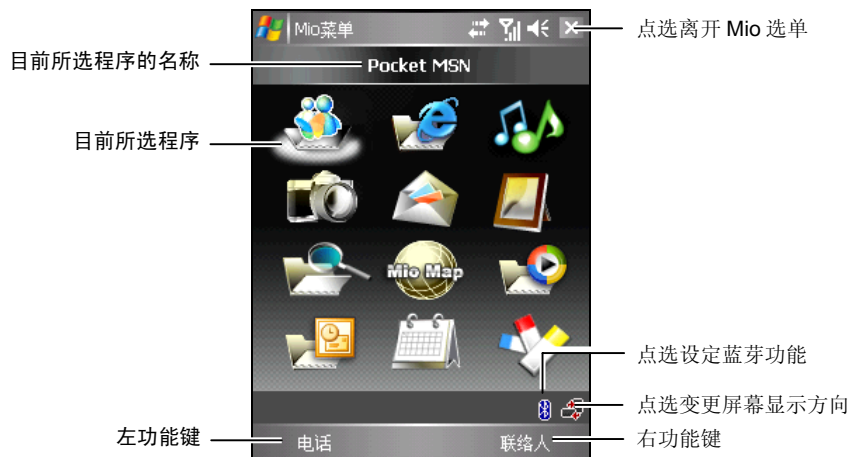 Mio菜单
点选离开 Mio 选单
目前所选程序的名称
Pocket MSN
目前所选程序
Mio Map
点选设定蓝芽功能
点选变更屏幕显示方向
左功能键
电话
联络人
右功能键